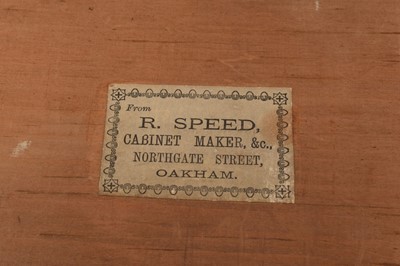 From
R. SPEED,
CABINET MAKER, &c.,
NORTHGATE STREET,
OAKHAM.